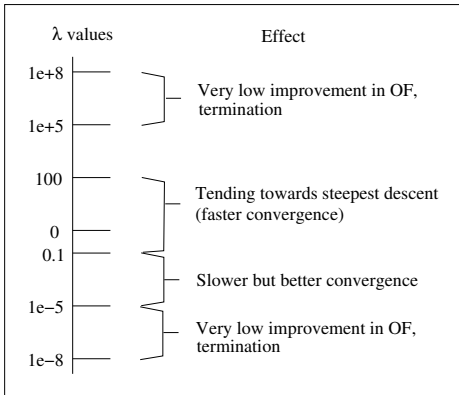 λ values Effect
1e+8
Very low improvement in OF,
termination
1e+5
100
Tending towards steepest descent
(faster convergence)
0
0.1
Slower but better convergence
1e−5
Very low improvement in OF,
termination
1e−8